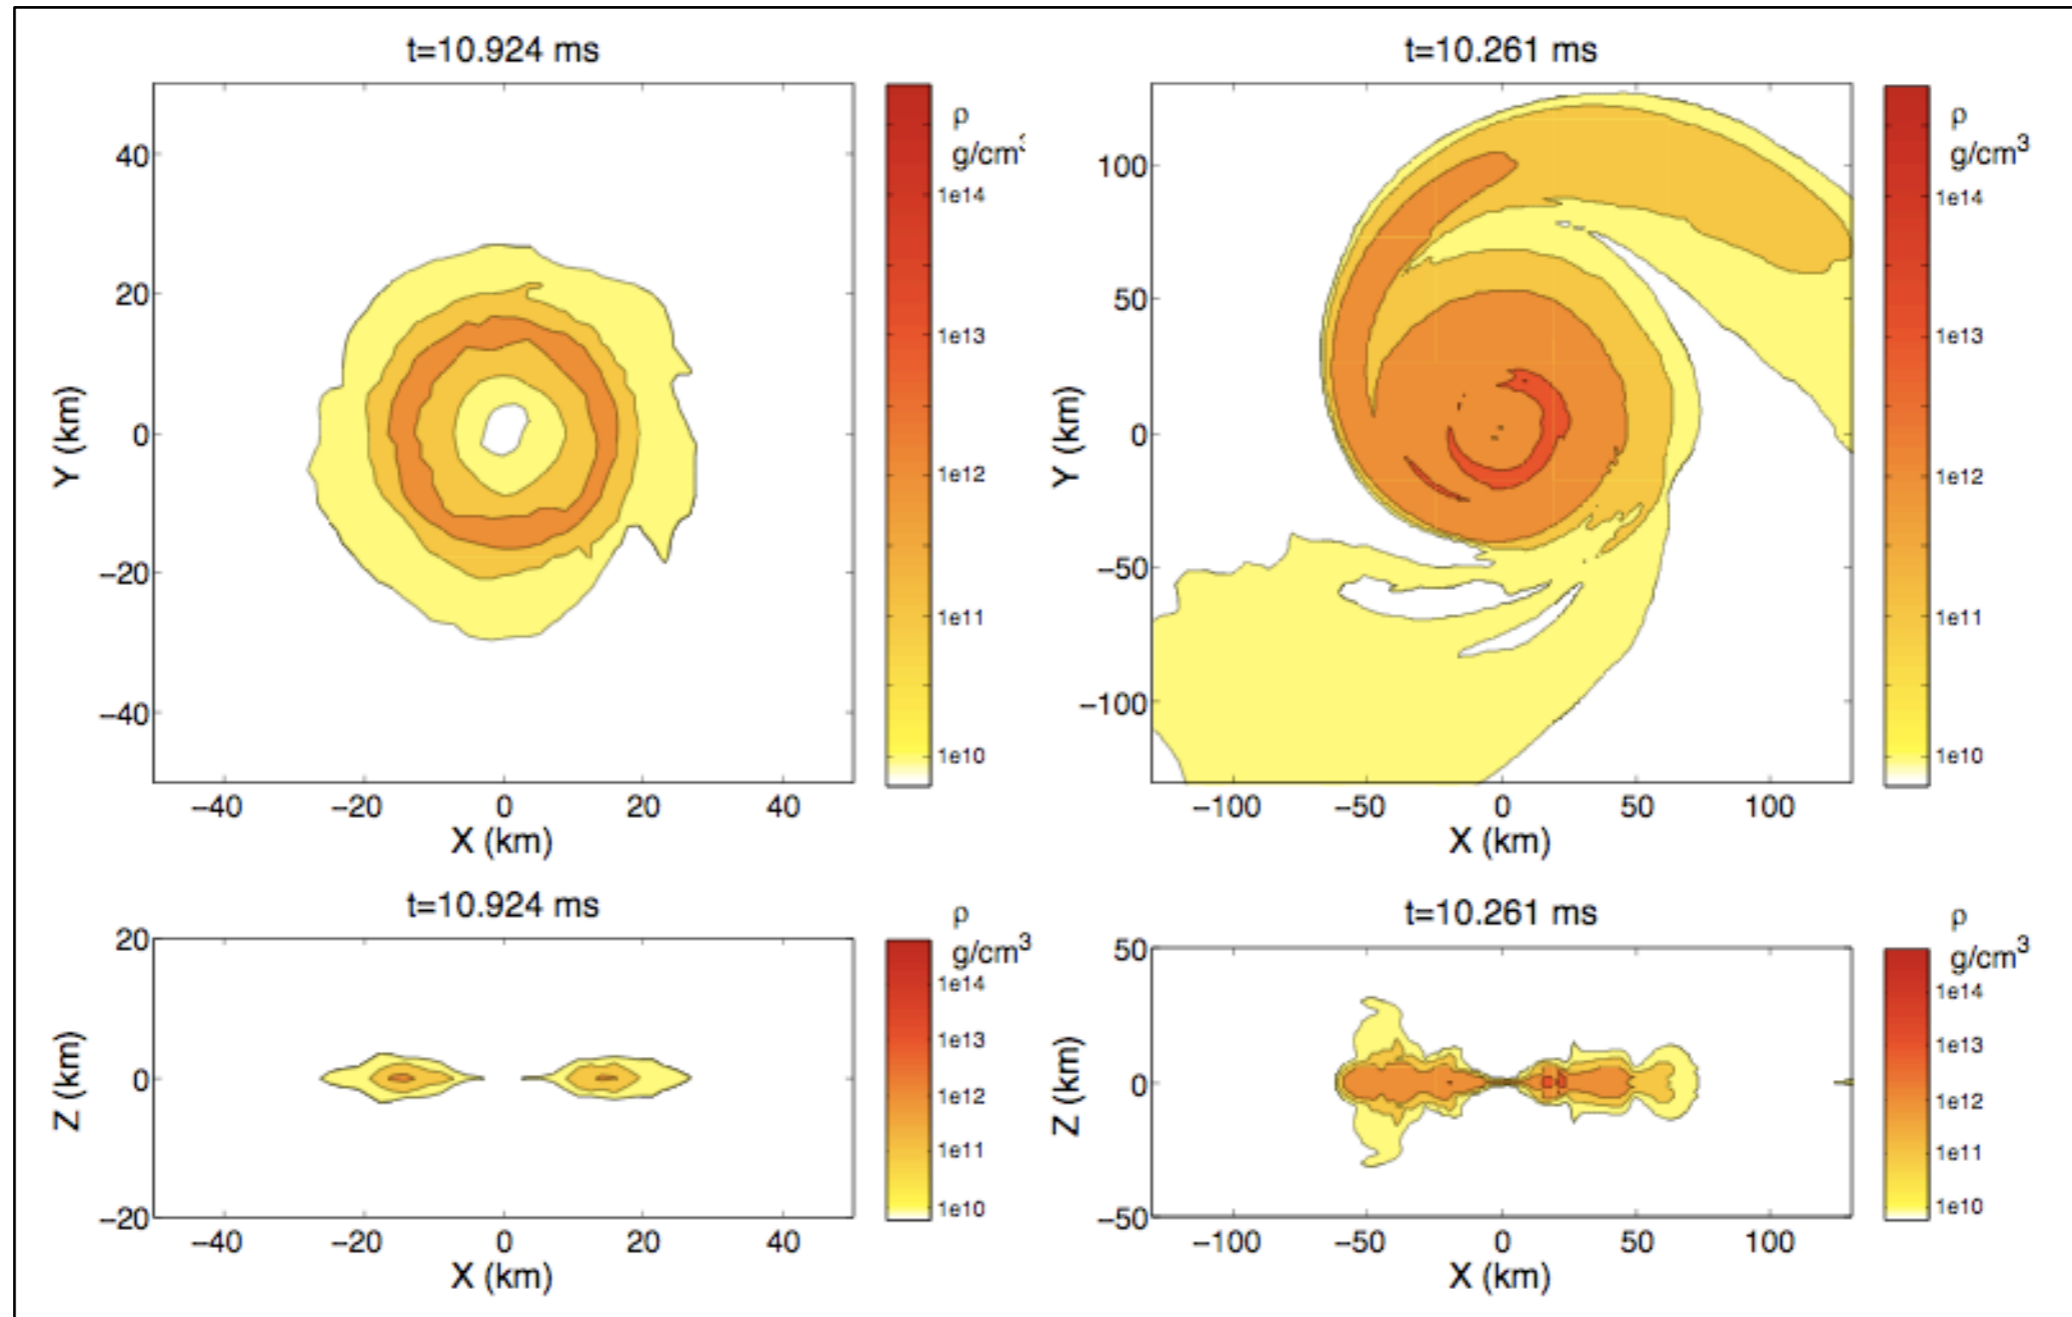 t=10.924 ms
40
20
0
−20
−40
Y (km)
−40 −20 0 20 40
X (km)
ρ
g/cm³
1e14
1e13
1e12
1e11
1e10
t=10.261 ms
100
50
0
−50
−100
Y (km)
−100 −50 0 50 100
X (km)
ρ
g/cm³
1e14
1e13
1e12
1e11
1e10
t=10.924 ms
20
0
−20
Z (km)
−40 −20 0 20 40
X (km)
ρ
g/cm³
1e14
1e13
1e12
1e11
1e10
t=10.261 ms
50
0
−50
Z (km)
−100 −50 0 50 100
X (km)
ρ
g/cm³
1e14
1e13
1e12
1e11
1e10